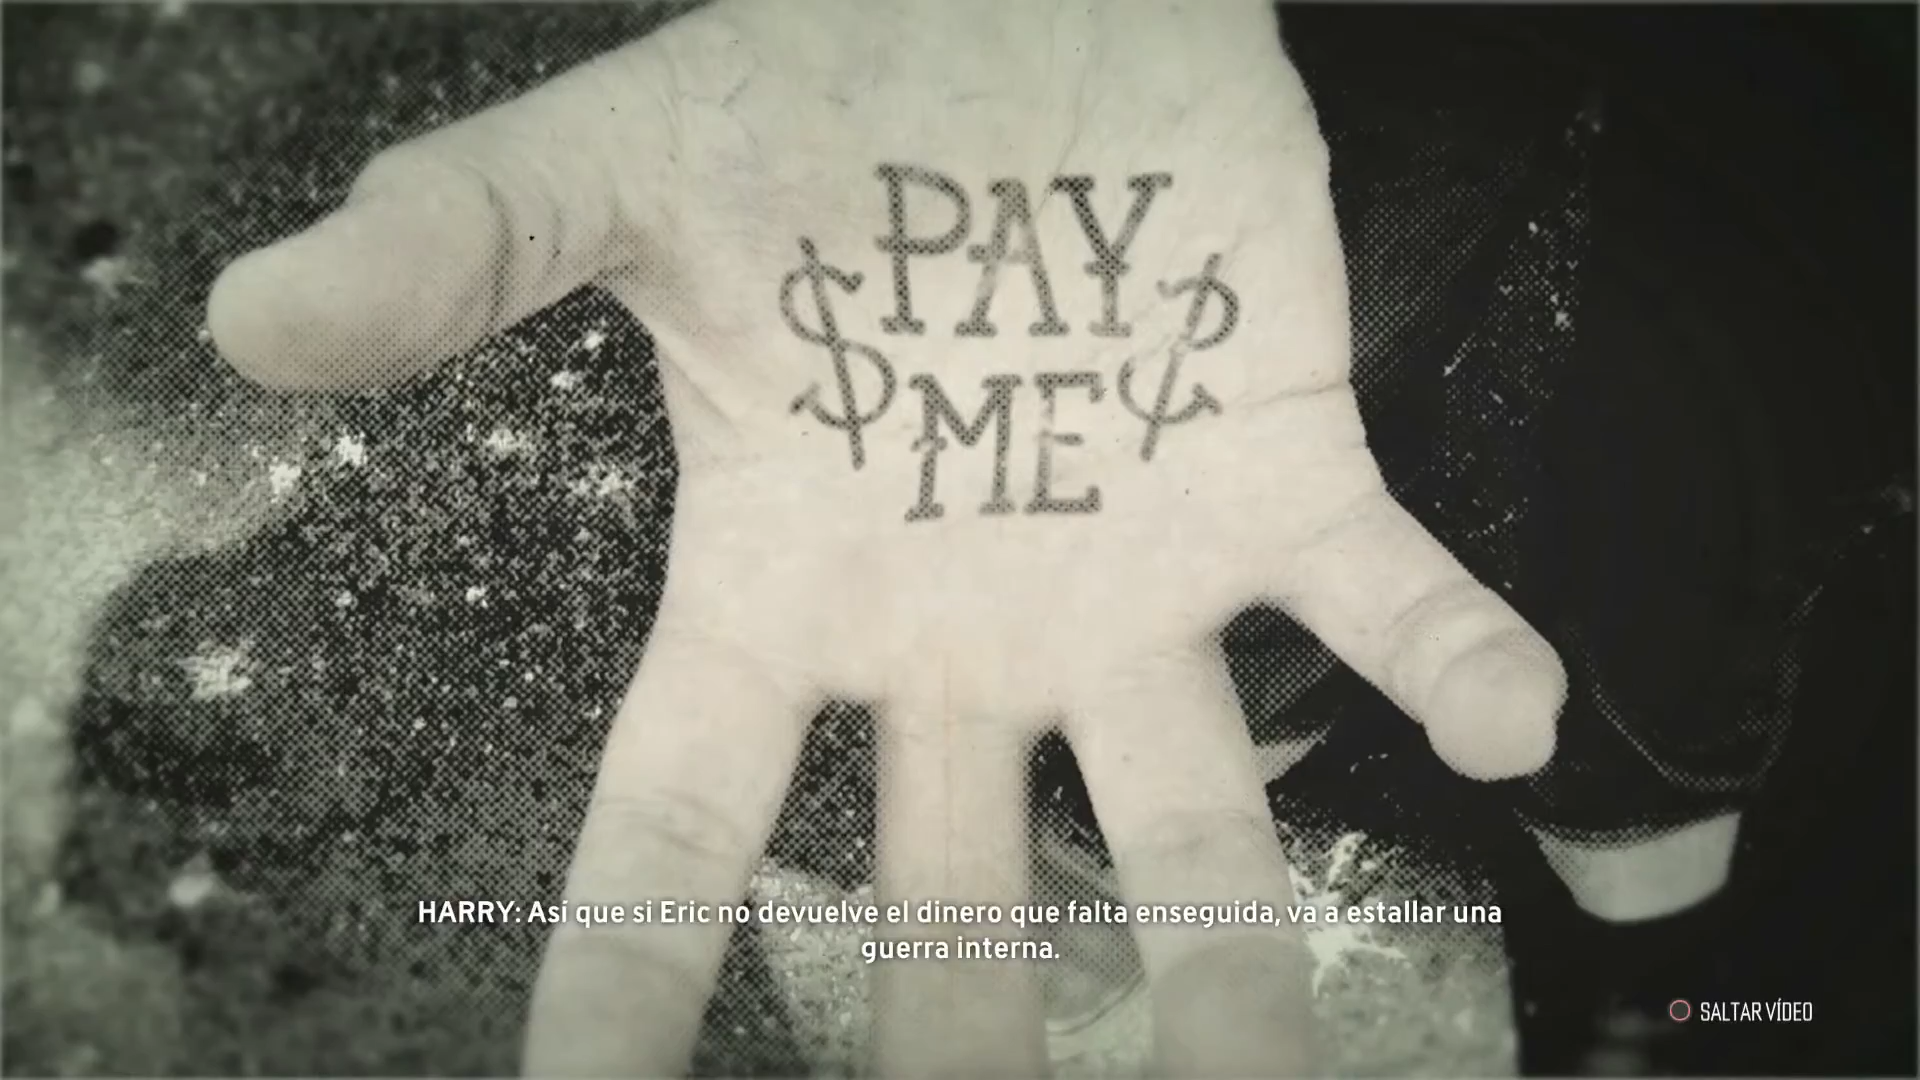 $ PAY $
ME
HARRY: Así que si Eric no devuelve el dinero que falta enseguida, va a estallar una
guerra interna.
SALTAR VÍDEO